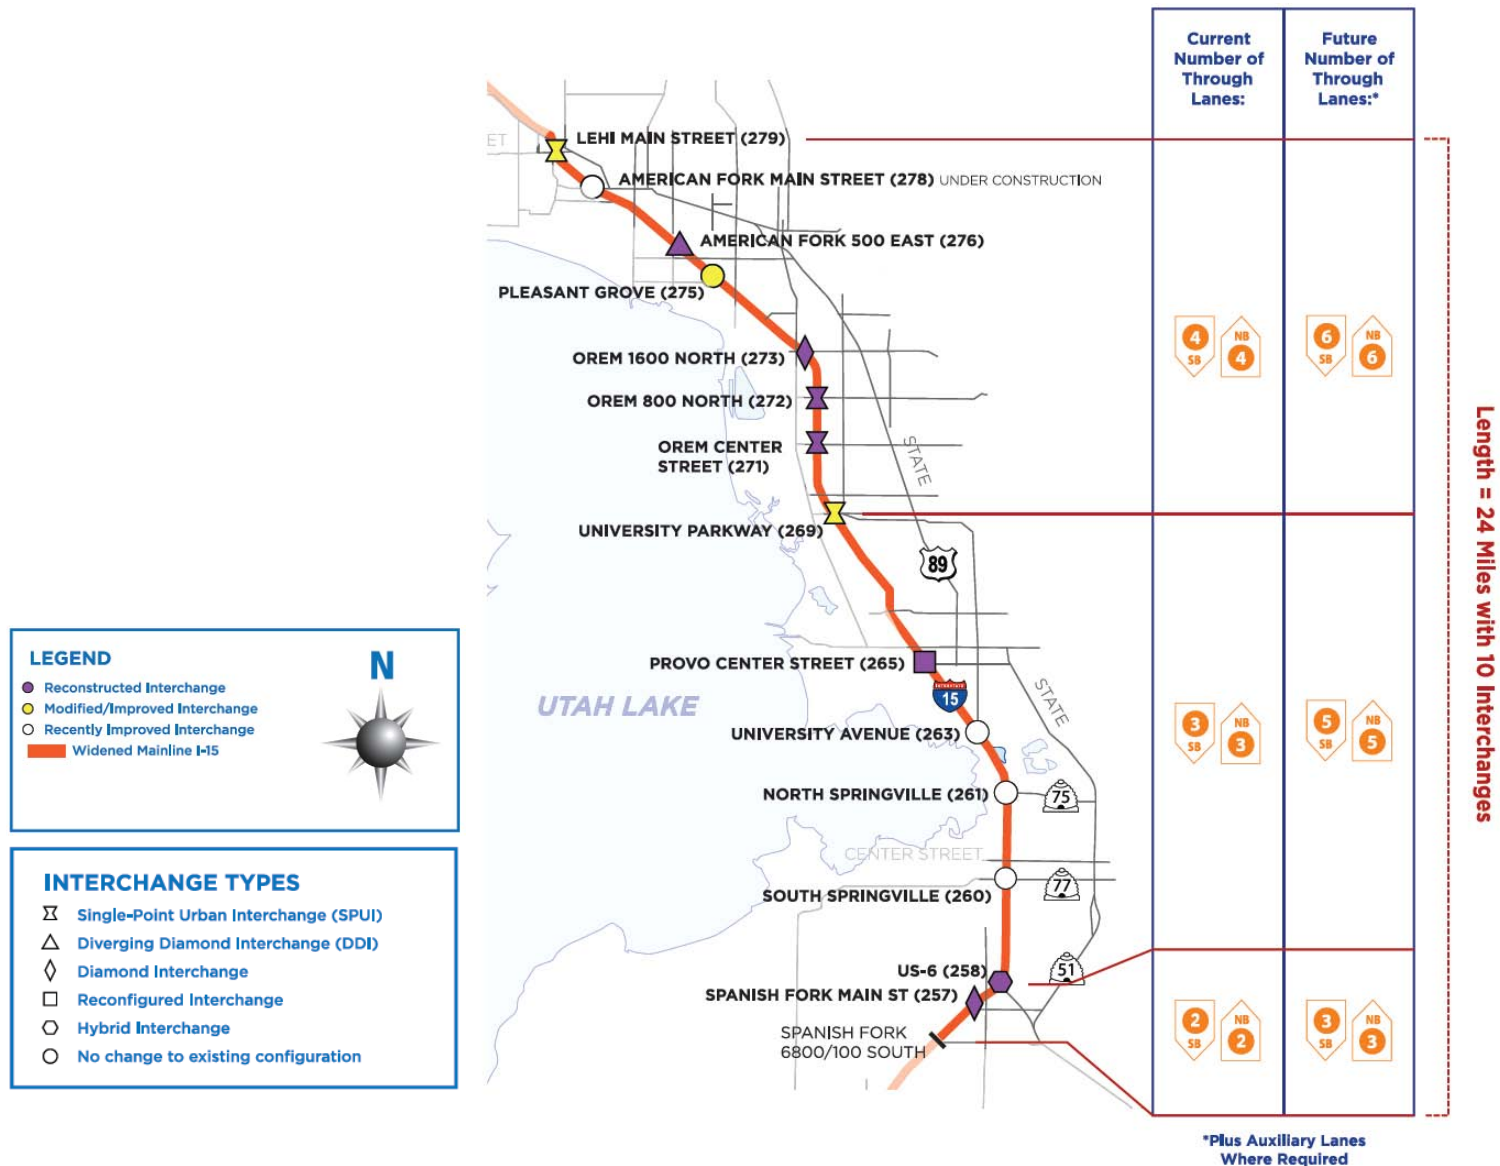 Current
Number of
Through
Lanes:
Future
Number of
Through
Lanes:*
ET
LEHI MAIN STREET (279)
AMERICAN FORK MAIN STREET (278) UNDER CONSTRUCTION
AMERICAN FORK 500 EAST (276)
PLEASANT GROVE (275)
OREM 1600 NORTH (273)
OREM 800 NORTH (272)
OREM CENTER
STREET (271)
STATE
UNIVERSITY PARKWAY (269)
89
4
SB
NB
4
6
SB
NB
6
Length = 24 Miles with 10 Interchanges
PROVO CENTER STREET (265)
INTERSTATE
15
STATE
UTAH LAKE
UNIVERSITY AVENUE (263)
NORTH SPRINGVILLE (261)
75
CENTER STREET
SOUTH SPRINGVILLE (260)
77
3
SB
NB
3
5
SB
NB
5
US-6 (258)
51
SPANISH FORK MAIN ST (257)
SPANISH FORK
6800/100 SOUTH
2
SB
NB
2
3
SB
NB
3
*Plus Auxiliary Lanes
Where Required
LEGEND
N
Reconstructed Interchange
Modified/Improved Interchange
Recently Improved Interchange
Widened Mainline I-15
INTERCHANGE TYPES
Single-Point Urban Interchange (SPUI)
Diverging Diamond Interchange (DDI)
Diamond Interchange
Reconfigured Interchange
Hybrid Interchange
No change to existing configuration